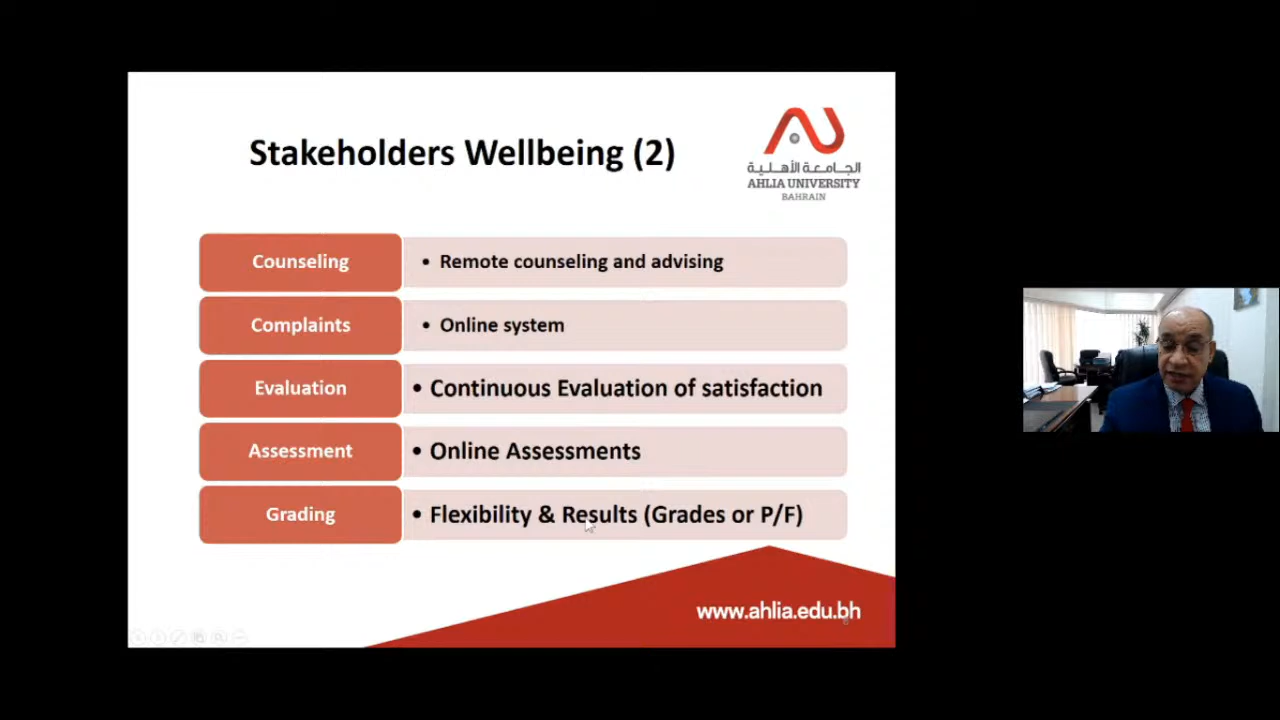 Stakeholders Wellbeing (2)
الجامعة الأهلية
AHLIA UNIVERSITY
BAHRAIN
Counseling
• Remote counseling and advising
Complaints
• Online system
Evaluation
• Continuous Evaluation of satisfaction
Assessment
• Online Assessments
Grading
• Flexibility & Results (Grades or P/F)
www.ahlia.edu.bh